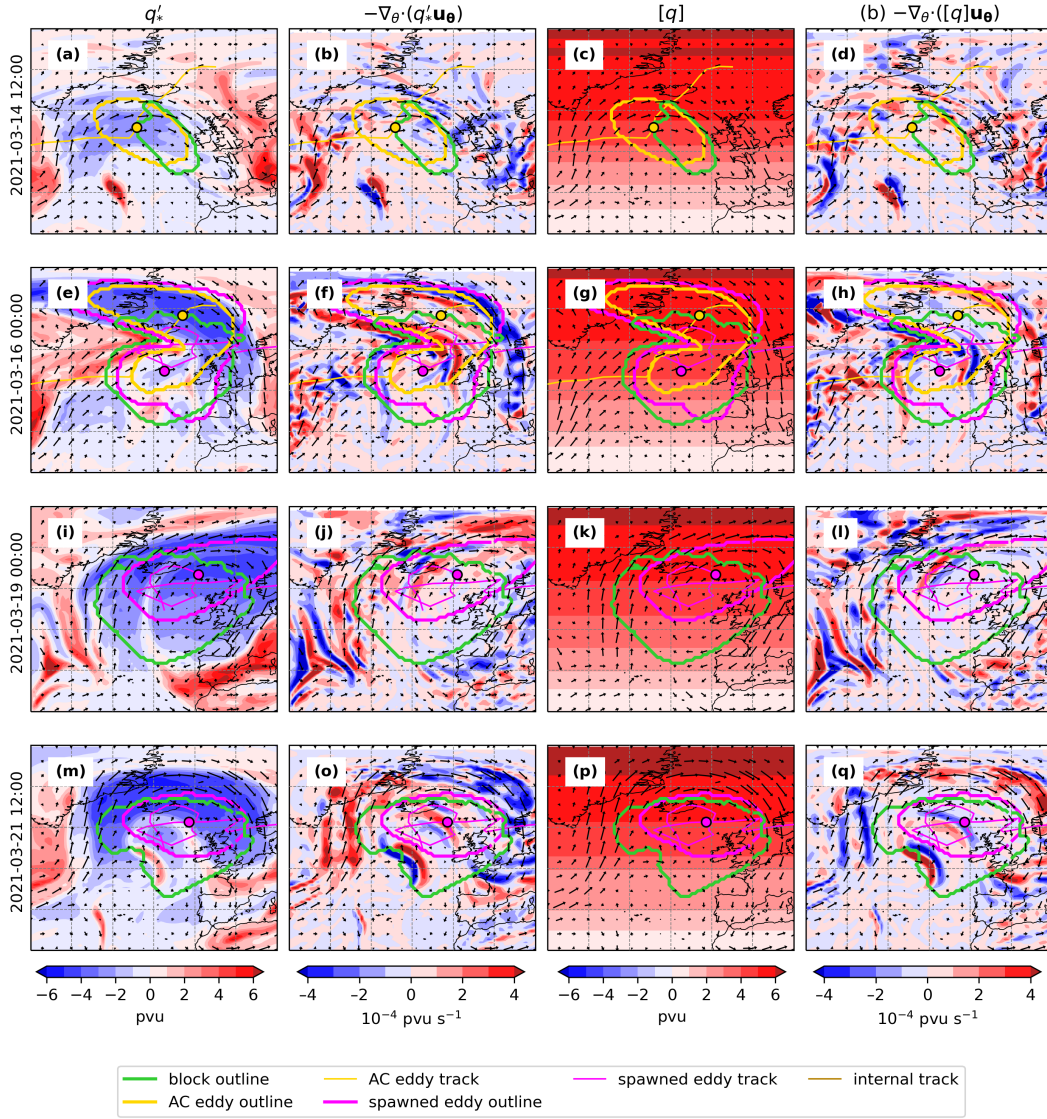 q′* −∇θ·(q′*uθ) [q] (b) −∇θ·([q]uθ)
2021-03-14 12:00
(a) (b) (c) (d)
2021-03-16 00:00
(e) (f) (g) (h)
2021-03-19 00:00
(i) (j) (k) (l)
2021-03-21 12:00
(m) (o) (p) (q)
−6 −4 −2 0 2 4 6 −4 −2 0 2 4 −6 −4 −2 0 2 4 6 −4 −2 0 2 4
pvu 10⁻⁴ pvu s⁻¹ pvu 10⁻⁴ pvu s⁻¹
block outline AC eddy track spawned eddy track internal track
AC eddy outline spawned eddy outline